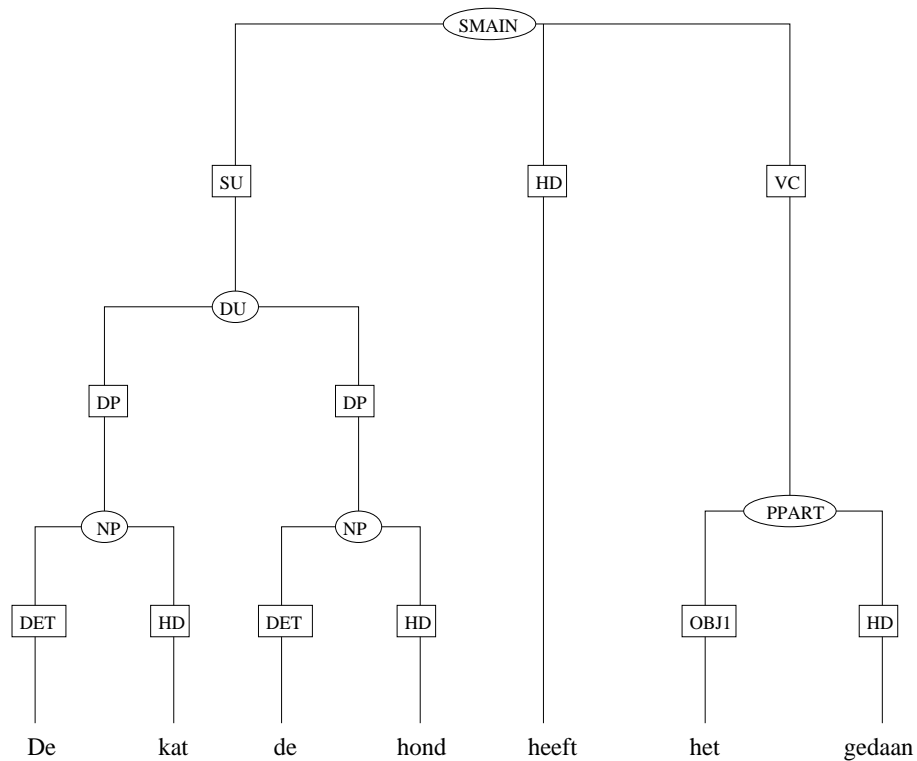 SMAIN
SU HD VC
DU
DP DP
NP NP PPART
DET HD DET HD OBJ1 HD
De kat de hond heeft het gedaan